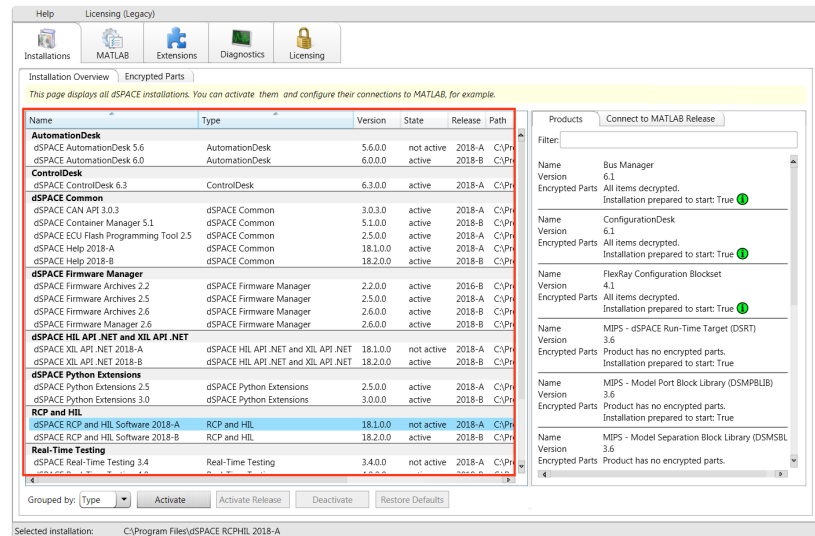 Help Licensing (Legacy)
Installations MATLAB Extensions Diagnostics Licensing
Installation Overview Encrypted Parts
This page displays all dSPACE installations. You can activate them and configure their connections to MATLAB, for example.
Name Type Version State Release Path
AutomationDesk
dSPACE AutomationDesk 5.6 AutomationDesk 5.6.0.0 not active 2018-A C:\Pr
dSPACE AutomationDesk 6.0 AutomationDesk 6.0.0.0 active 2018-B C:\Pr
ControlDesk
dSPACE ControlDesk 6.3 ControlDesk 6.3.0.0 active 2018-A C:\Pr
dSPACE Common
dSPACE CAN API 3.0.3 dSPACE Common 3.0.3.0 active 2018-A C:\Pr
dSPACE Container Manager 5.1 dSPACE Common 5.1.0.0 active 2018-B C:\Pr
dSPACE ECU Flash Programming Tool 2.5 dSPACE Common 2.5.0.0 active 2018-A C:\Pr
dSPACE Help 2018-A dSPACE Common 18.1.0.0 active 2018-A C:\Pr
dSPACE Help 2018-B dSPACE Common 18.2.0.0 active 2018-B C:\Pr
dSPACE Firmware Manager
dSPACE Firmware Archives 2.2 dSPACE Firmware Manager 2.2.0.0 active 2016-B C:\Pr
dSPACE Firmware Archives 2.5 dSPACE Firmware Manager 2.5.0.0 active 2018-A C:\Pr
dSPACE Firmware Archives 2.6 dSPACE Firmware Manager 2.6.0.0 active 2018-B C:\Pr
dSPACE Firmware Manager 2.6 dSPACE Firmware Manager 2.6.0.0 active 2018-B C:\Pr
dSPACE HIL API .NET and XIL API .NET
dSPACE XIL API .NET 2018-A dSPACE HIL API .NET and XIL API .NET 18.1.0.0 not active 2018-A C:\Pr
dSPACE XIL API .NET 2018-B dSPACE HIL API .NET and XIL API .NET 18.2.0.0 active 2018-B C:\Pr
dSPACE Python Extensions
dSPACE Python Extensions 2.5 dSPACE Python Extensions 2.5.0.0 active 2018-A C:\Pr
dSPACE Python Extensions 3.0 dSPACE Python Extensions 3.0.0.0 active 2018-B C:\Pr
RCP and HIL
dSPACE RCP and HIL Software 2018-A RCP and HIL 18.1.0.0 not active 2018-A C:\Pr
dSPACE RCP and HIL Software 2018-B RCP and HIL 18.2.0.0 active 2018-B C:\Pr
Real-Time Testing
dSPACE Real-Time Testing 3.4 Real-Time Testing 3.4.0.0 not active 2018-A C:\Pr
Grouped by: Type Activate Activate Release Deactivate Restore Defaults
Products Connect to MATLAB Release
Filter:
Name Bus Manager
Version 6.1
Encrypted Parts All items decrypted.
Installation prepared to start: True
Name ConfigurationDesk
Version 6.1
Encrypted Parts All items decrypted.
Installation prepared to start: True
Name FlexRay Configuration Blockset
Version 4.1
Encrypted Parts All items decrypted.
Installation prepared to start: True
Name MIPS - dSPACE Run-Time Target (DSRT)
Version 3.6
Encrypted Parts Product has no encrypted parts.
Installation prepared to start: True
Name MIPS - Model Port Block Library (DSMPBLIB)
Version 3.6
Encrypted Parts Product has no encrypted parts.
Installation prepared to start: True
Name MIPS - Model Separation Block Library (DSMSBL
Version 3.6
Encrypted Parts Product has no encrypted parts.
Selected installation: C:\Program Files\dSPACE RCPHIL 2018-A